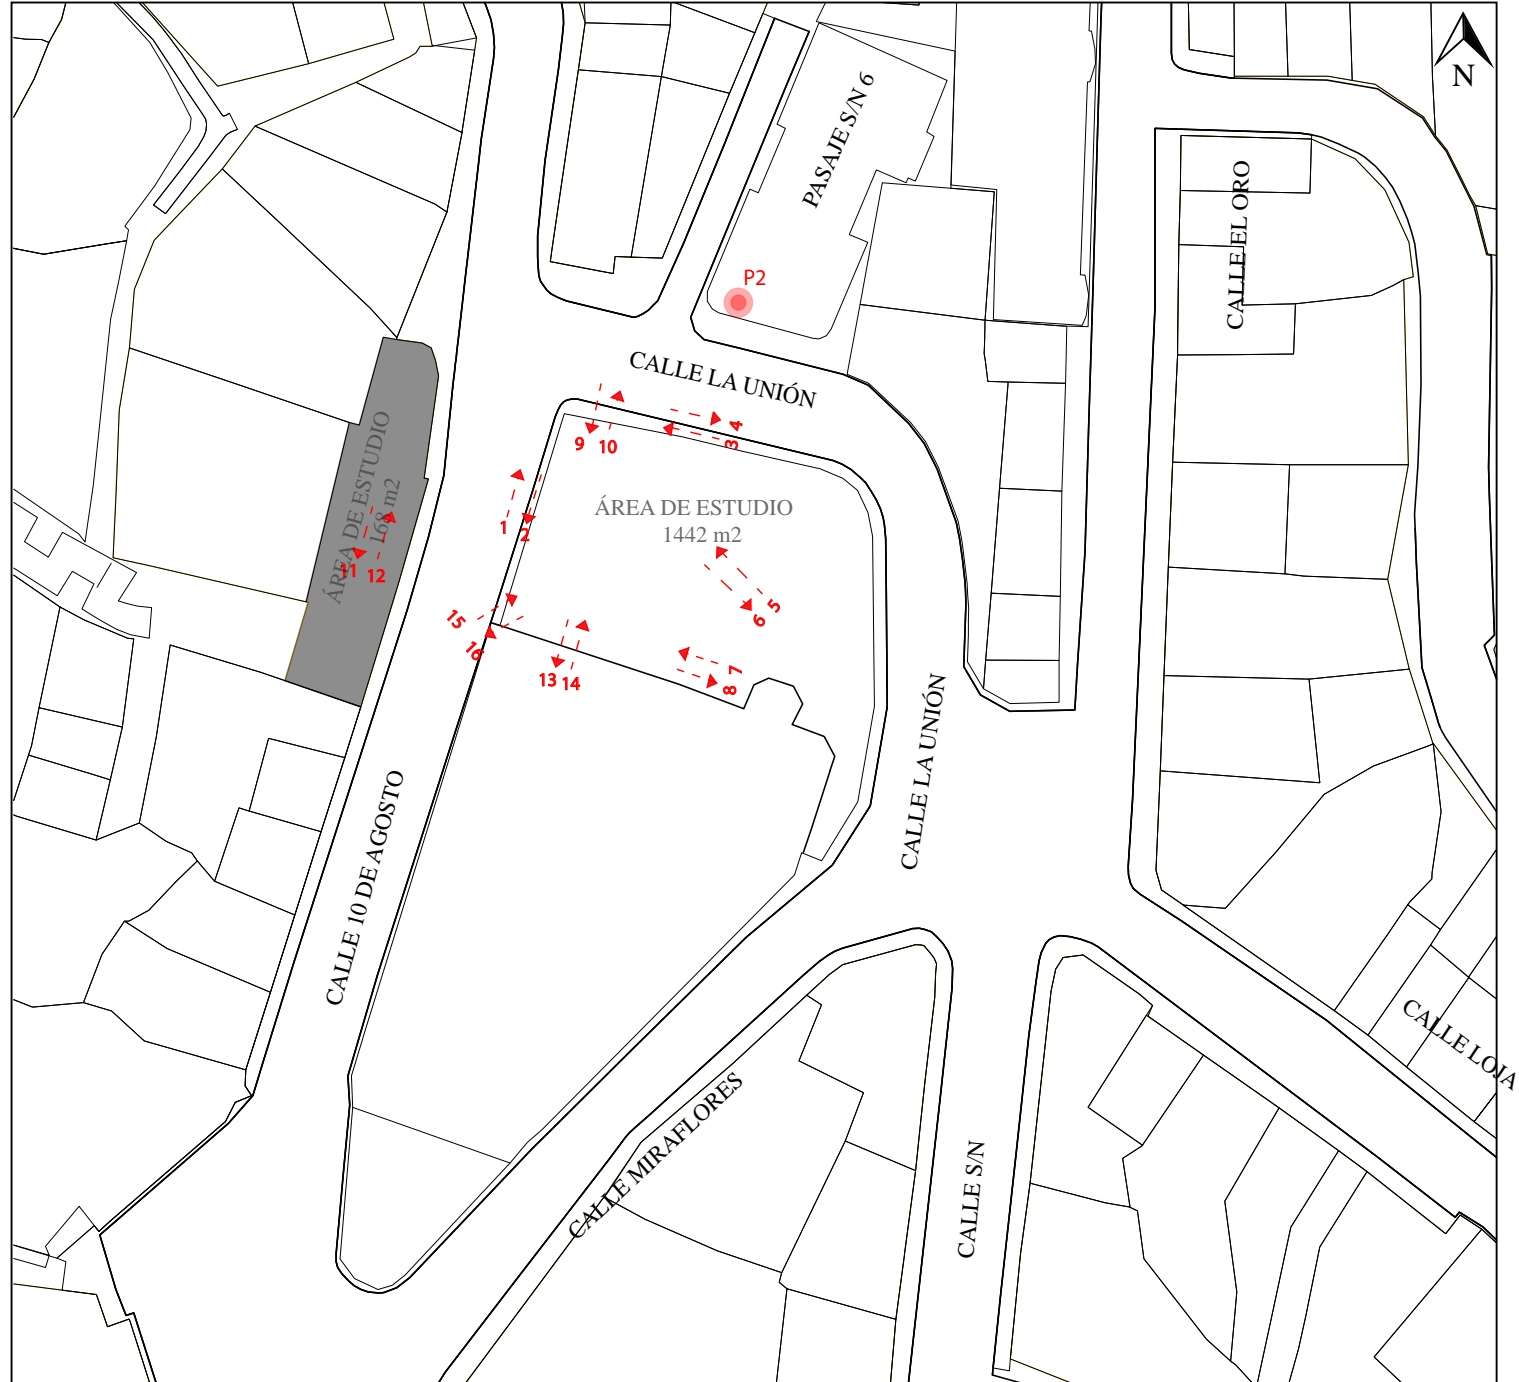 N
PASAJE S/N 6
CALLE EL ORO
P2
CALLE LA UNIÓN
9
10
3
4
1
2
ÁREA DE ESTUDIO
1442 m2
ÁREA DE ESTUDIO
168 m2
11
12
5
6
15
16
13
14
7
8
CALLE LA UNIÓN
CALLE 10 DE AGOSTO
CALLE LOJA
CALLE MIRAFLORES
CALLE S/N